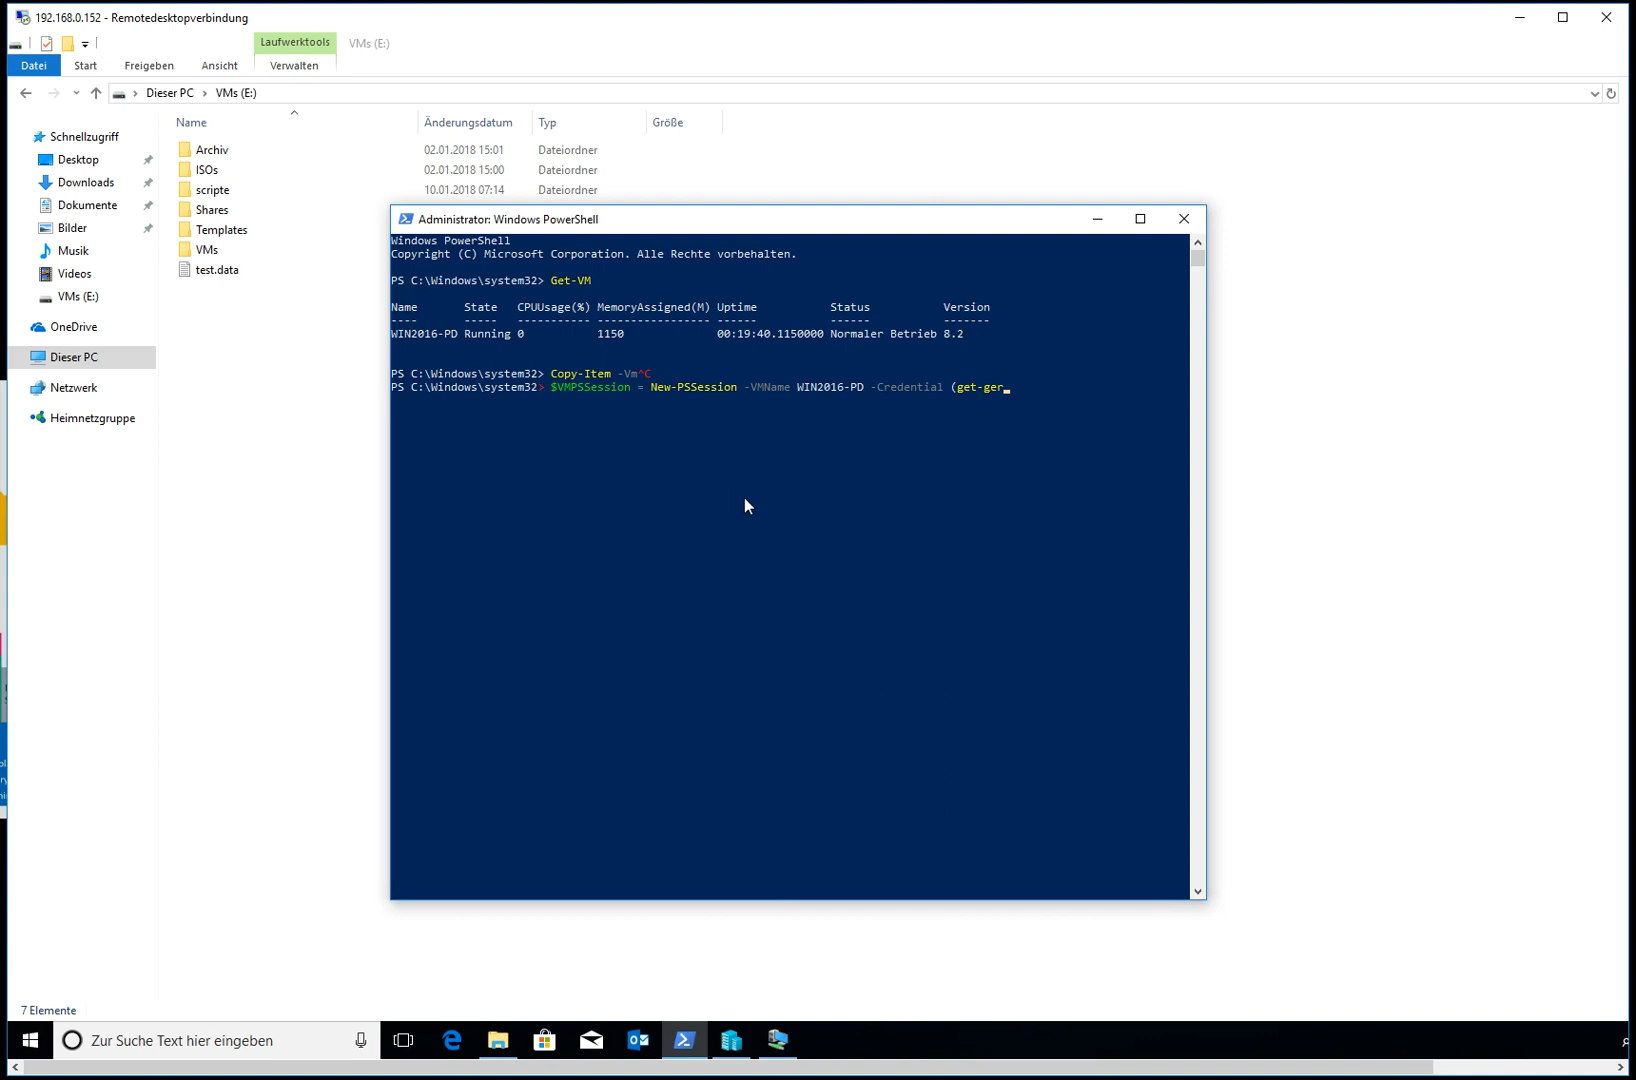 192.168.0.152 - Remotedesktopverbindung
Laufwerktools VMs (E:)
Datei Start Freigeben Ansicht Verwalten
Dieser PC VMs (E:)
Name Änderungsdatum Typ Größe
Schnellzugriff
Desktop
Downloads
Dokumente
Bilder
Musik
Videos
VMs (E:)
OneDrive
Dieser PC
Netzwerk
Heimnetzgruppe
Archiv 02.01.2018 15:01 Dateiordner
ISOs 02.01.2018 15:00 Dateiordner
scripte 10.01.2018 07:14 Dateiordner
Shares
Templates
VMs
test.data
Administrator: Windows PowerShell
Windows PowerShell
Copyright (C) Microsoft Corporation. Alle Rechte vorbehalten.
PS C:\Windows\system32> Get-VM
Name State CPUUsage(%) MemoryAssigned(M) Uptime Status Version
---- ----- ----------- ----------------- ------ ------ -------
WIN2016-PD Running 0 1150 00:19:40.1150000 Normaler Betrieb 8.2
PS C:\Windows\system32> Copy-Item -Vm^C
PS C:\Windows\system32> $VMPSSession = New-PSSession -VMName WIN2016-PD -Credential (get-ger_
7 Elemente
Zur Suche Text hier eingeben